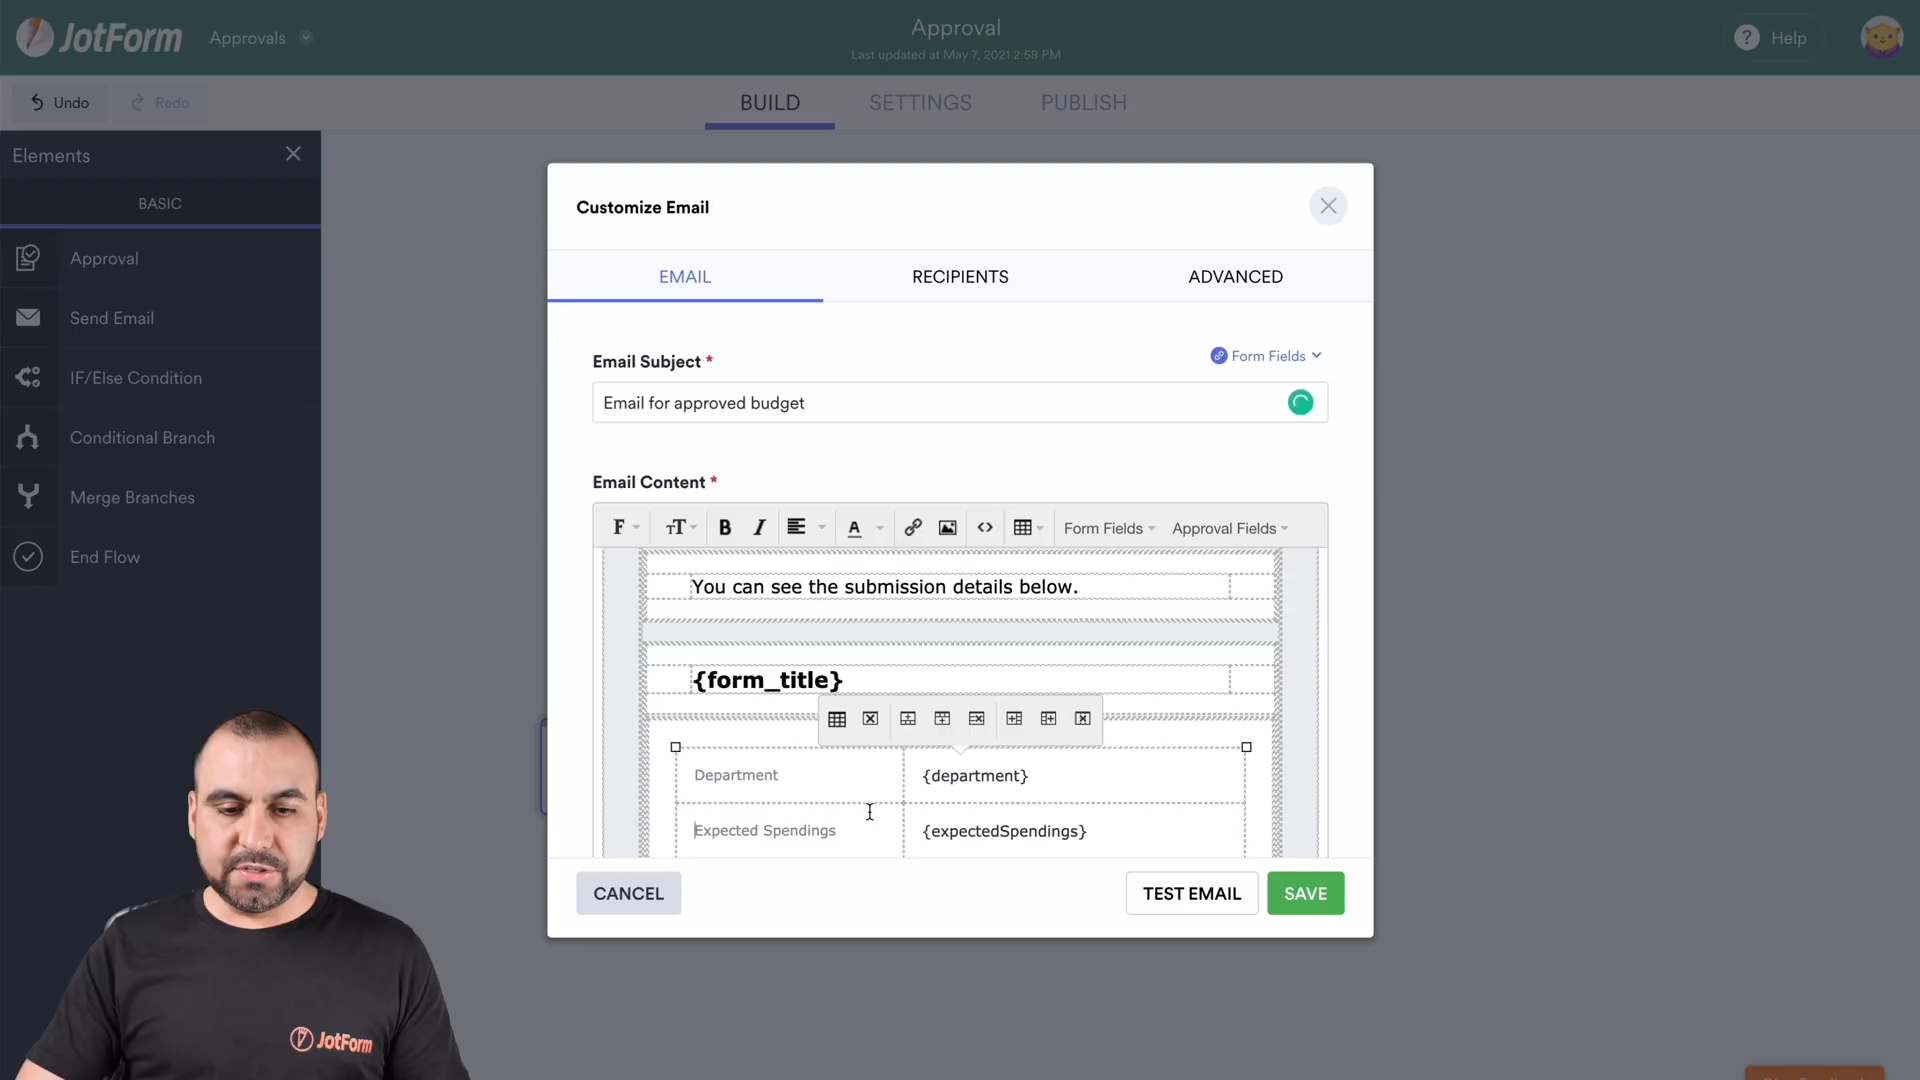 JotForm Approvals
Approval
Last updated at May 7, 2021 2:58 PM
? Help
Undo Redo
BUILD SETTINGS PUBLISH
Elements
BASIC
Approval
Send Email
IF/Else Condition
Conditional Branch
Merge Branches
End Flow
Customize Email
EMAIL RECIPIENTS ADVANCED
Email Subject *
Form Fields
Email for approved budget
Email Content *
F TT B I A Form Fields Approval Fields
You can see the submission details below.
{form_title}
Department {department}
Expected Spendings {expectedSpendings}
CANCEL TEST EMAIL SAVE
JotForm